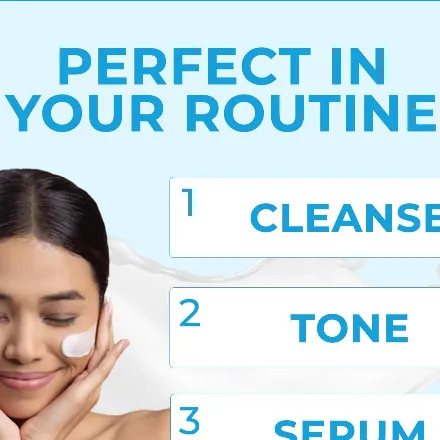 PERFECT IN
YOUR ROUTINE
1
CLEANSE
2
TONE
3
SERUM